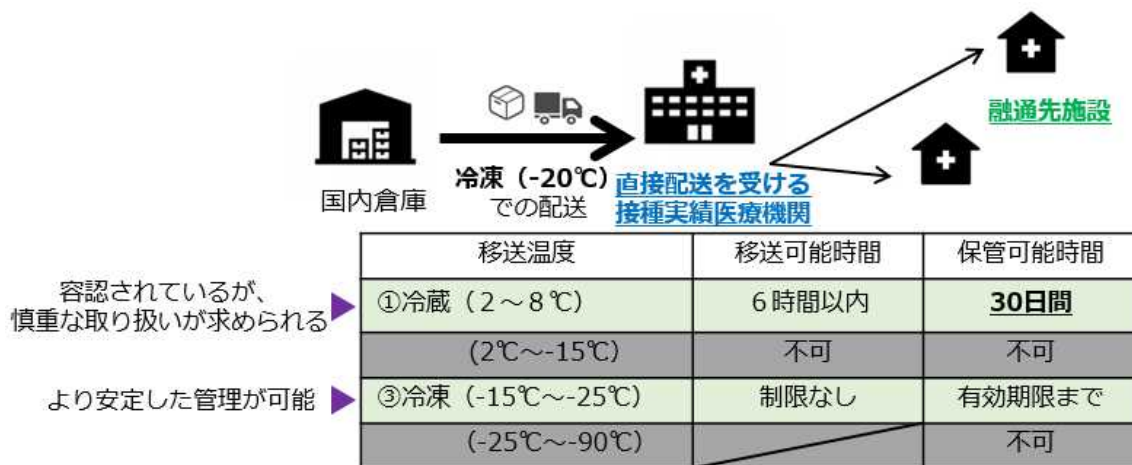 融通先施設
国内倉庫
冷凍（-20℃）
での配送
直接配送を受ける
接種実績医療機関
移送温度 移送可能時間 保管可能時間
容認されているが、
慎重な取り扱いが求められる
①冷蔵（2～8℃） 6時間以内 30日間
(2℃～-15℃) 不可 不可
より安定した管理が可能
③冷凍（-15℃～-25℃） 制限なし 有効期限まで
(-25℃～-90℃) 不可